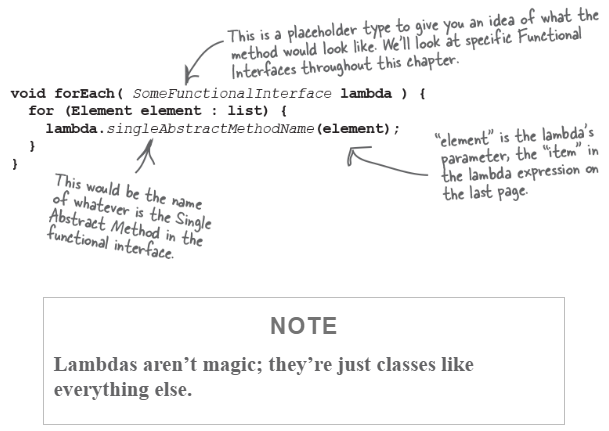 This is a placeholder type to give you an idea of what the
method would look like. We'll look at specific Functional
Interfaces throughout this chapter.
void forEach( SomeFunctionalInterface lambda ) {
for (Element element : list) {
lambda.singleAbstractMethodName(element);
}
}
"element" is the lambda's
parameter, the "item" in
the lambda expression on
the last page.
This would be the name
of whatever is the Single
Abstract Method in the
functional interface.
NOTE
Lambdas aren't magic; they're just classes like
everything else.